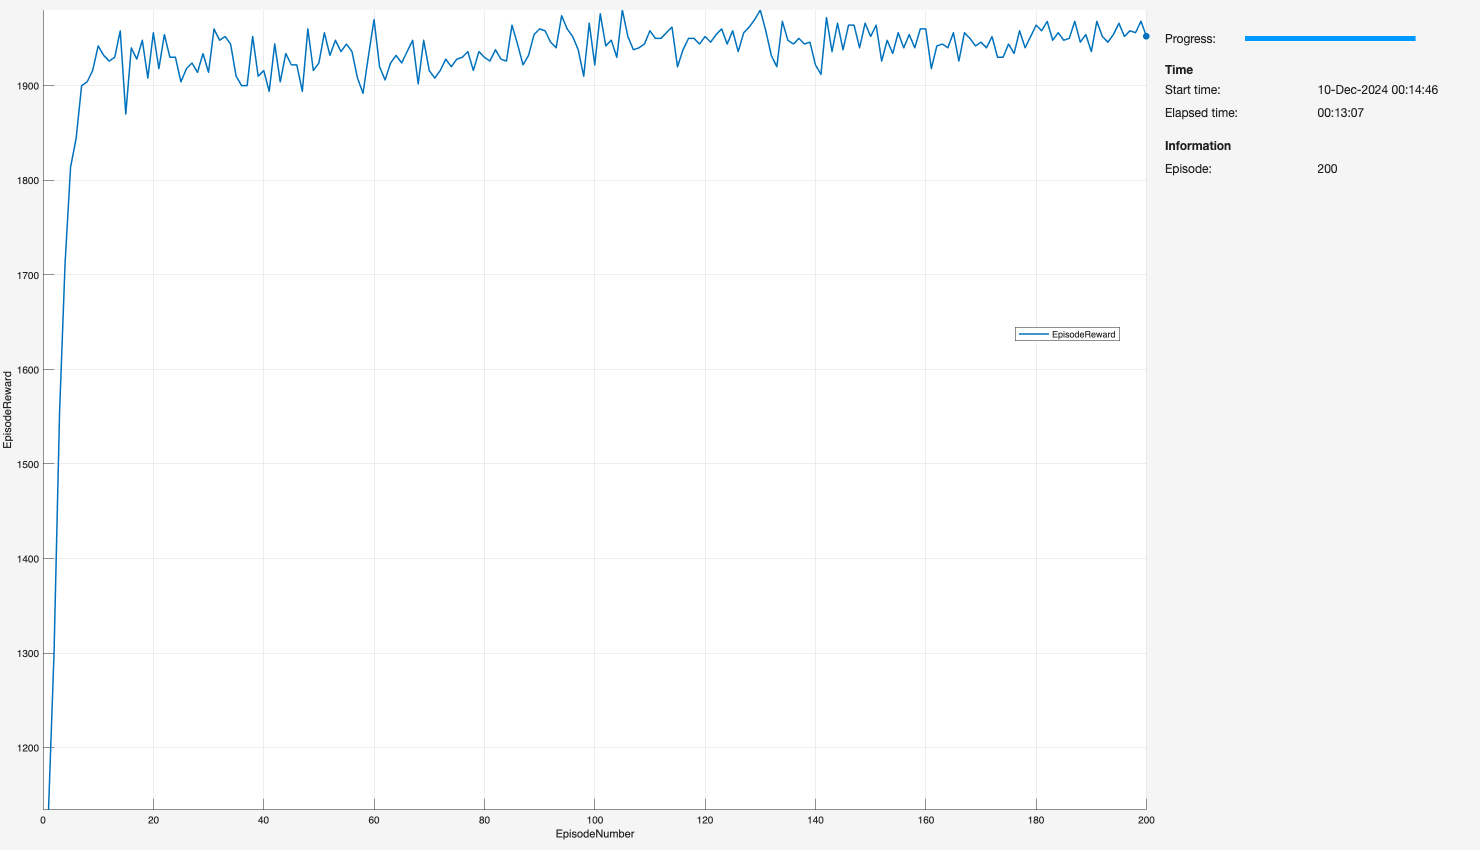 1900
1800
1700
1600
1500
1400
1300
1200
EpisodeReward
0 20 40 60 80 100 120 140 160 180 200
EpisodeNumber
EpisodeReward
Progress:
Time
Start time: 10-Dec-2024 00:14:46
Elapsed time: 00:13:07
Information
Episode: 200